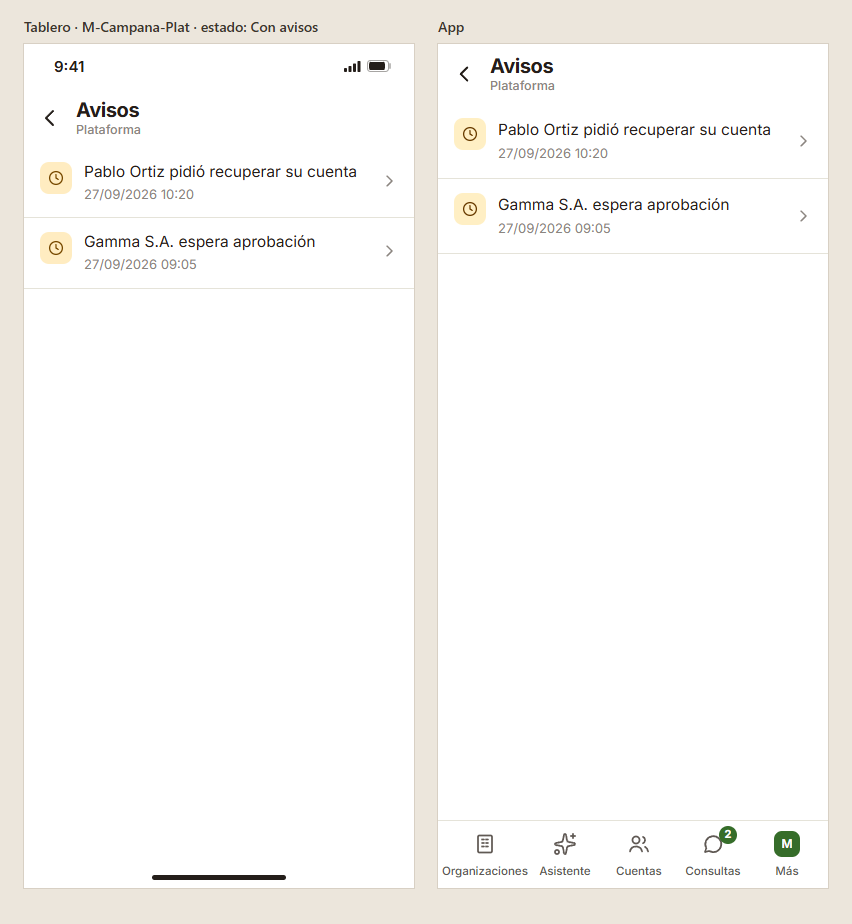 Tablero · M-Campana-Plat · estado: Con avisos
9:41
Avisos
Plataforma
Pablo Ortiz pidió recuperar su cuenta
27/09/2026 10:20
Gamma S.A. espera aprobación
27/09/2026 09:05
App
Avisos
Plataforma
Pablo Ortiz pidió recuperar su cuenta
27/09/2026 10:20
Gamma S.A. espera aprobación
27/09/2026 09:05
Organizaciones
Asistente
Cuentas
2
Consultas
M
Más